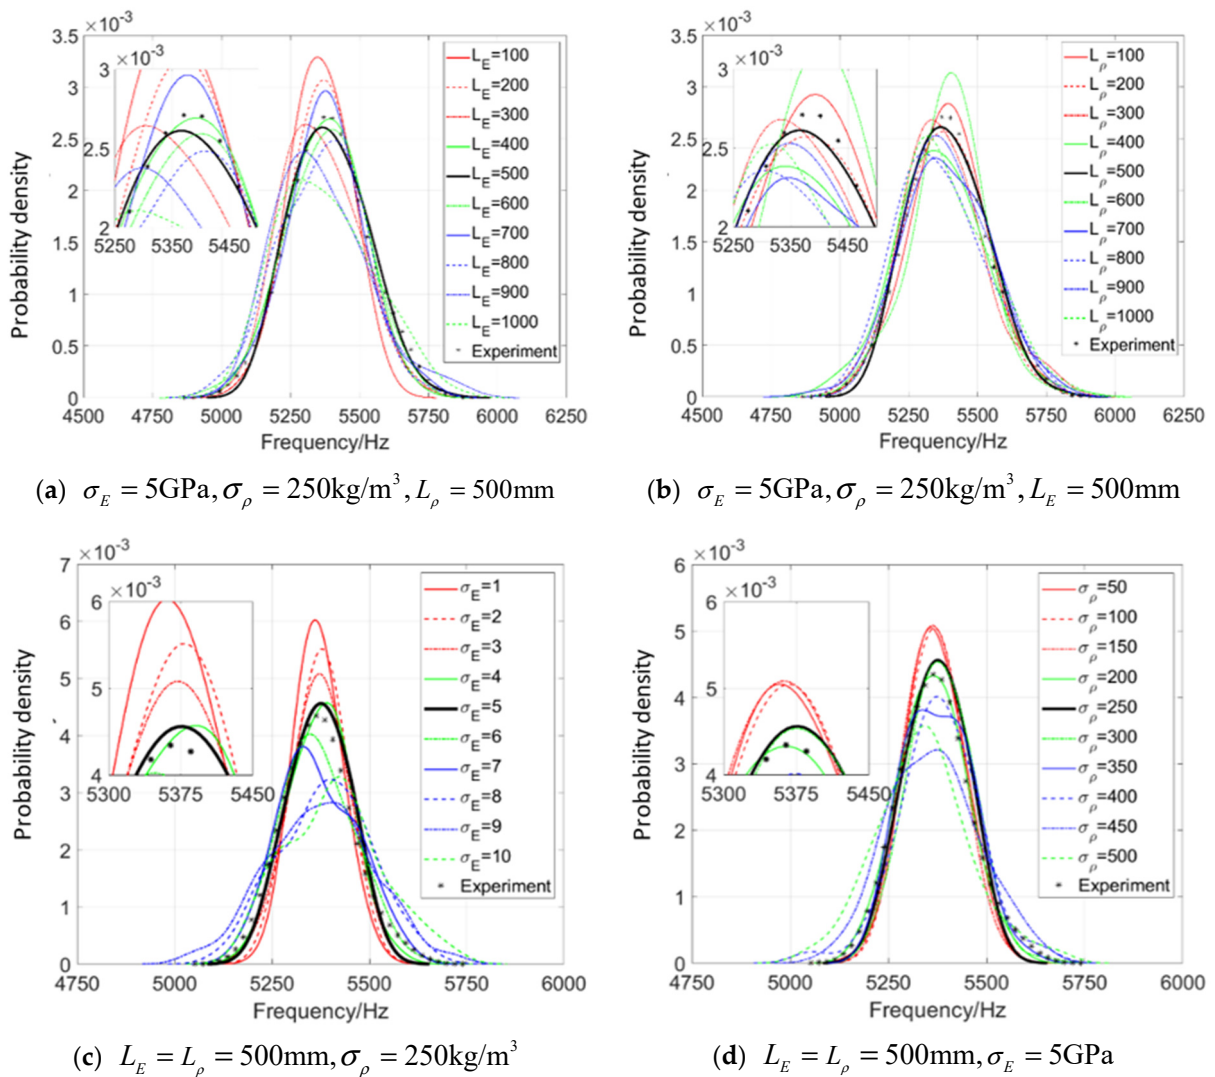 ×10⁻³
3.5
3
2.5
2
1.5
1
0.5
0
4500 4750 5000 5250 5500 5750 6000 6250
Frequency/Hz
Probability density
×10⁻³
3
2.5
2
5250 5350 5450
L_E=100
L_E=200
L_E=300
L_E=400
L_E=500
L_E=600
L_E=700
L_E=800
L_E=900
L_E=1000
Experiment
(a) σ_E = 5GPa, σ_ρ = 250kg/m³, L_ρ = 500mm
×10⁻³
3.5
3
2.5
2
1.5
1
0.5
0
4500 4750 5000 5250 5500 5750 6000 6250
Frequency/Hz
Probability density
×10⁻³
3
2.5
2
5250 5350 5450
L_ρ=100
L_ρ=200
L_ρ=300
L_ρ=400
L_ρ=500
L_ρ=600
L_ρ=700
L_ρ=800
L_ρ=900
L_ρ=1000
Experiment
(b) σ_E = 5GPa, σ_ρ = 250kg/m³, L_E = 500mm
×10⁻³
7
6
5
4
3
2
1
0
4750 5000 5250 5500 5750 6000
Frequency/Hz
Probability density
×10⁻³
6
5
4
5300 5375 5450
σ_E=1
σ_E=2
σ_E=3
σ_E=4
σ_E=5
σ_E=6
σ_E=7
σ_E=8
σ_E=9
σ_E=10
Experiment
(c) L_E = L_ρ = 500mm, σ_ρ = 250kg/m³
×10⁻³
6
5
4
3
2
1
0
4750 5000 5250 5500 5750 6000
Frequency/Hz
Probability density
×10⁻³
6
5
4
5300 5375 5450
σ_ρ=50
σ_ρ=100
σ_ρ=150
σ_ρ=200
σ_ρ=250
σ_ρ=300
σ_ρ=350
σ_ρ=400
σ_ρ=450
σ_ρ=500
Experiment
(d) L_E = L_ρ = 500mm, σ_E = 5GPa